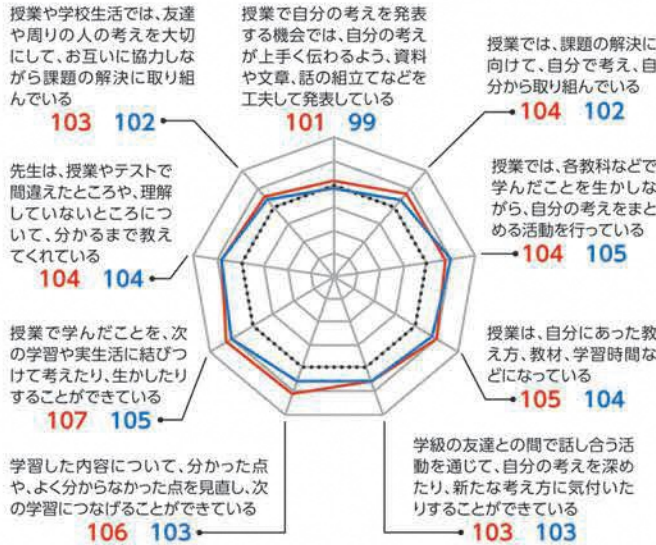 授業や学校生活では、友達
や周りの人の考えを大切
にして、お互いに協力しな
がら課題の解決に取り組
んでいる
103 102
授業で自分の考えを発表
する機会では、自分の考え
が上手く伝わるよう、資料
や文章、話の組立てなどを
工夫して発表している
101 99
授業では、課題の解決に
向けて、自分で考え、自
分から取り組んでいる
104 102
先生は、授業やテストで
間違えたところや、理解
していないところについ
て、分かるまで教え
てくれている
104 104
授業では、各教科などで
学んだことを生かしな
がら、自分の考えをまと
める活動を行っている
104 105
授業で学んだことを、次
の学習や実生活に結びつ
けて考えたり、生かしたり
することができている
107 105
授業は、自分にあった教
え方、教材、学習時間な
どになっている
105 104
学習した内容について、分かった点
や、よく分からなかった点を見直し、次
の学習につなげることができている
106 103
学級の友達との間で話し合う活
動を通じて、自分の考えを深め
たり、新たな考え方に気付いた
りすることができている
103 103